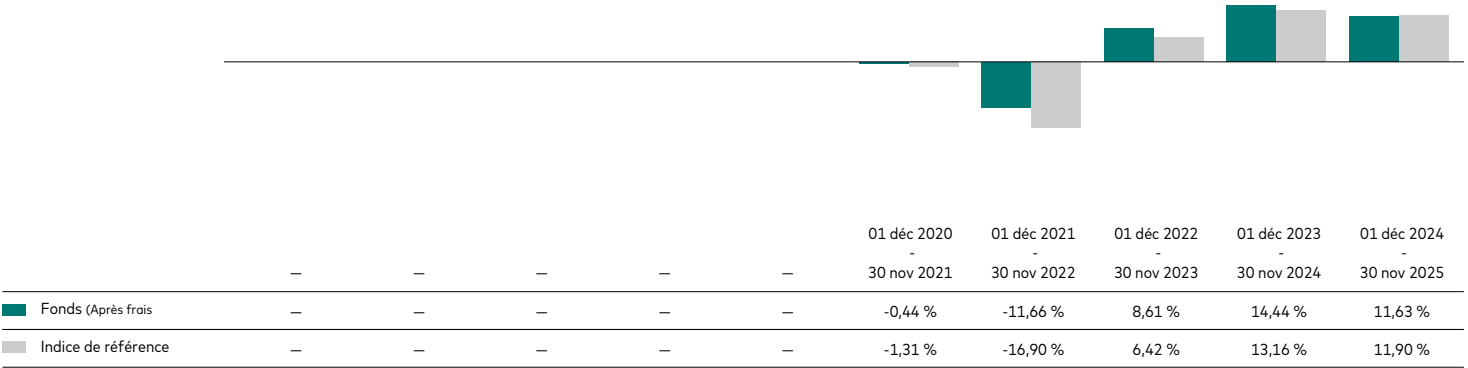 01 déc 2020 01 déc 2021 01 déc 2022 01 déc 2023 01 déc 2024
- - - - -
— — — — — 30 nov 2021 30 nov 2022 30 nov 2023 30 nov 2024 30 nov 2025
Fonds (Après frais — — — — — -0,44 % -11,66 % 8,61 % 14,44 % 11,63 %
Indice de référence — — — — — -1,31 % -16,90 % 6,42 % 13,16 % 11,90 %